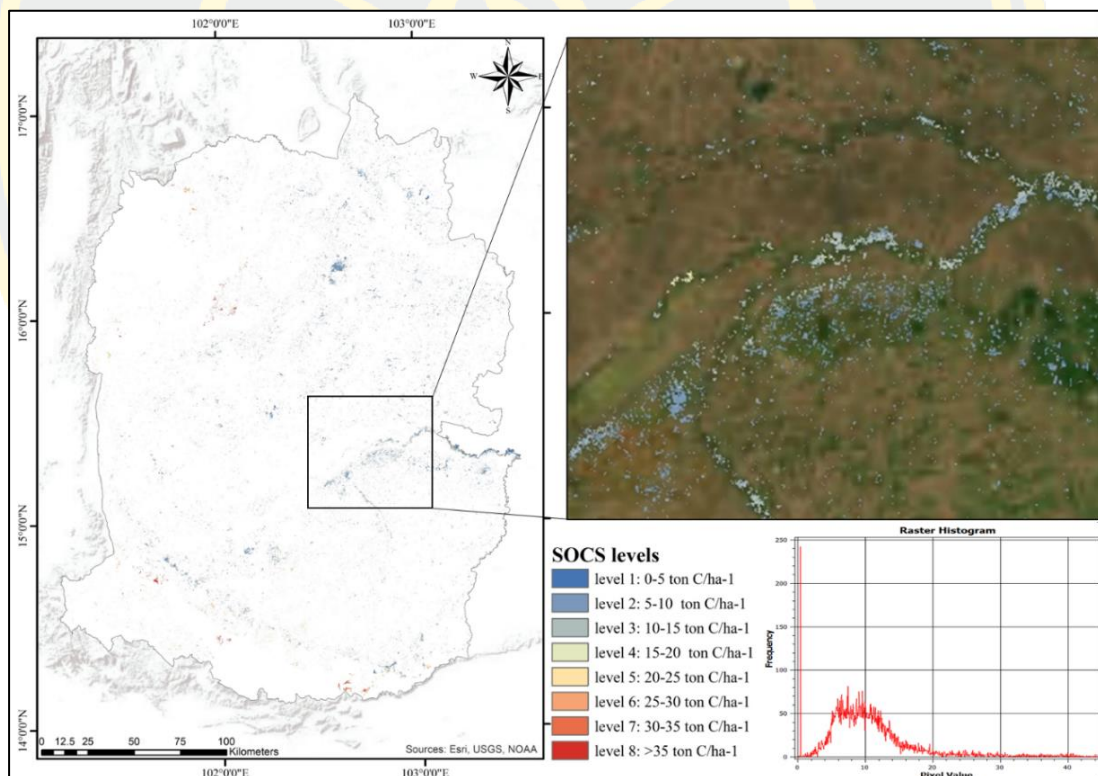 102°0'0"E 103°0'0"E
N
W E
S
17°0'0"N
16°0'0"N
15°0'0"N
14°0'0"N
0 12.5 25 50 75 100
Kilometers
Sources: Esri, USGS, NOAA
102°0'0"E 103°0'0"E
SOCS levels
level 1: 0-5 ton C/ha-1
level 2: 5-10 ton C/ha-1
level 3: 10-15 ton C/ha-1
level 4: 15-20 ton C/ha-1
level 5: 20-25 ton C/ha-1
level 6: 25-30 ton C/ha-1
level 7: 30-35 ton C/ha-1
level 8: >35 ton C/ha-1
Raster Histogram
Frequency
250
200
150
100
50
0
0 10 20 30 40
Pixel Value